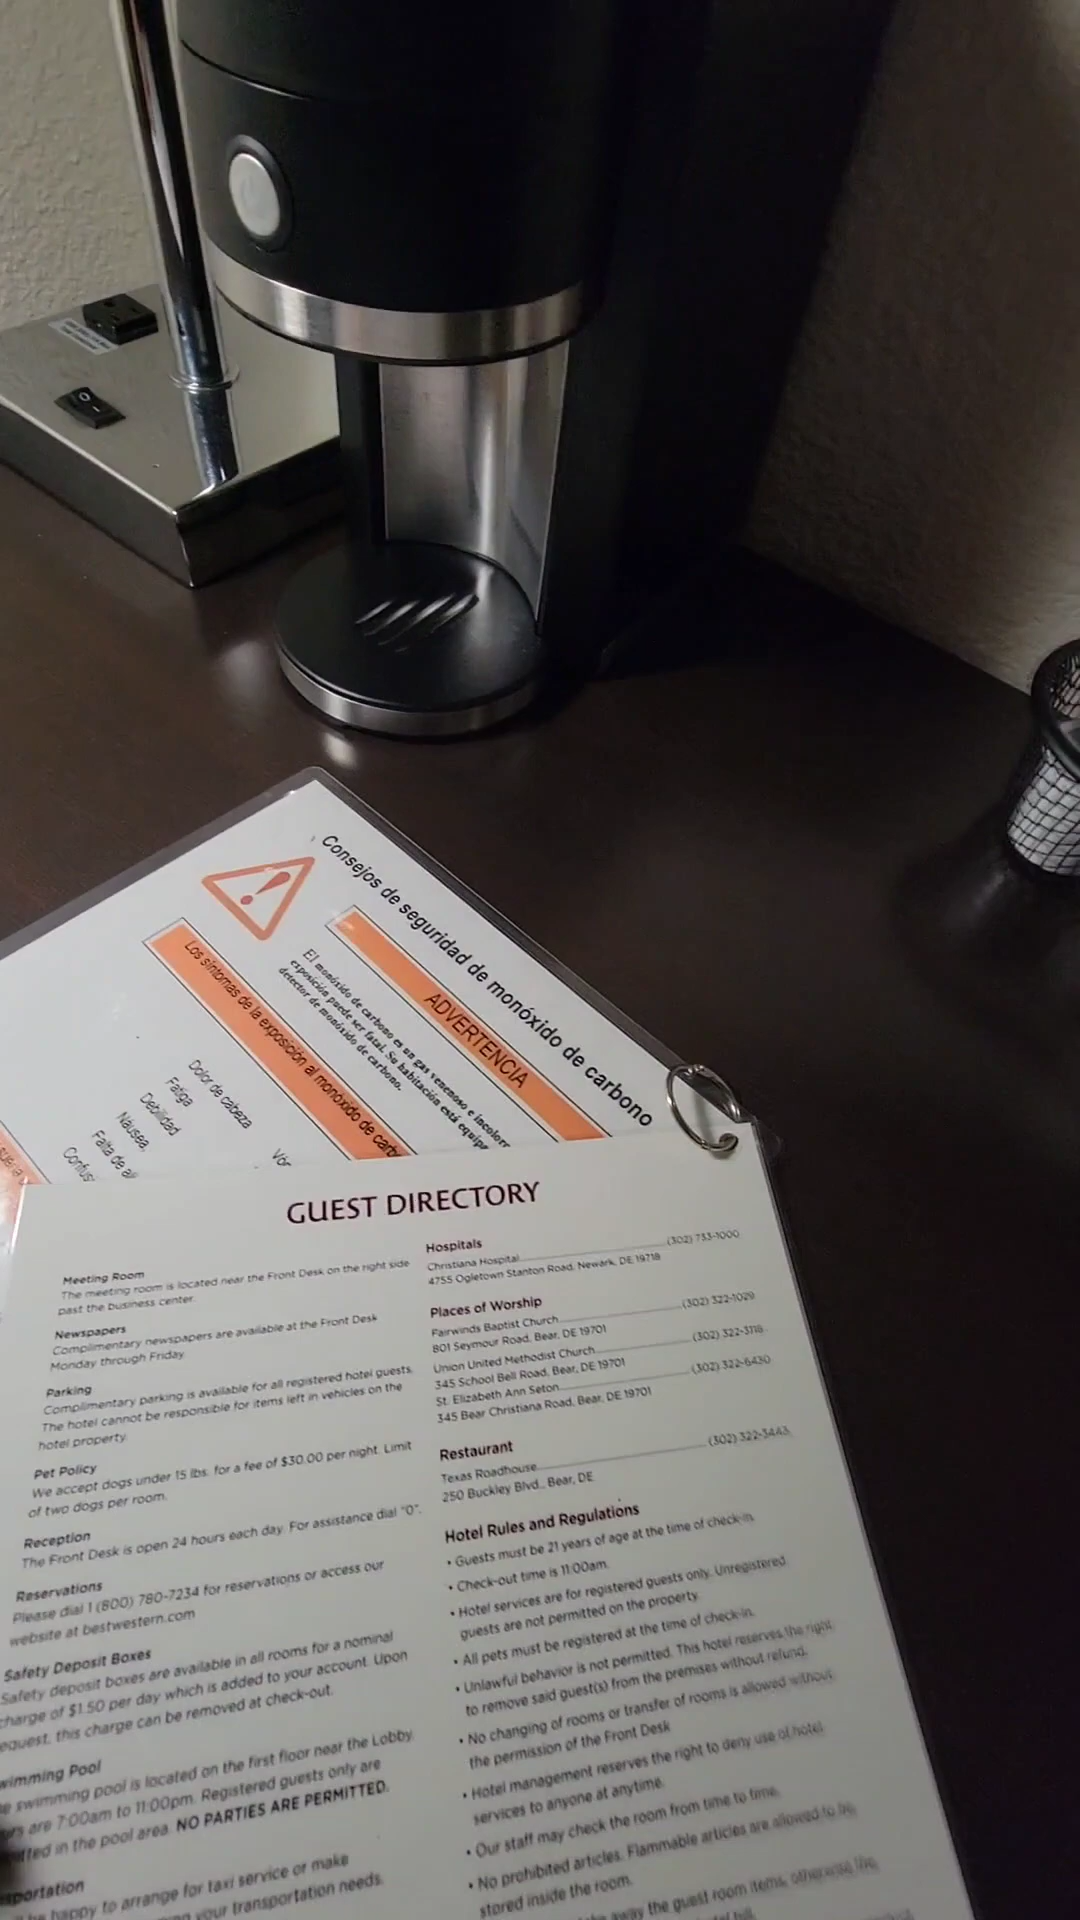 Consejos de seguridad de monóxido de carbono
ADVERTENCIA
El monóxido de carbono es un gas venenoso e incolor
exposición puede ser fatal. Su habitación está equipa
detector de monóxido de carbono.
Los síntomas de la exposición al monóxido de carb
Dolor de cabeza
Fatiga
Debilidad
Náusea,
Falta de ai
Confus
GUEST DIRECTORY
Meeting Room
The meeting room is located near the Front Desk on the right side
past the business center.
Newspapers
Complimentary newspapers are available at the Front Desk
Monday through Friday.
Parking
Complimentary parking is available for all registered hotel guests.
The hotel cannot be responsible for items left in vehicles on the
hotel property.
Pet Policy
We accept dogs under 15 lbs. for a fee of $30.00 per night. Limit
of two dogs per room.
Reception
The Front Desk is open 24 hours each day. For assistance dial "0".
Reservations
Please dial 1 (800) 780-7234 for reservations or access our
website at bestwestern.com
Safety Deposit Boxes
Safety deposit boxes are available in all rooms for a nominal
charge of $1.50 per day which is added to your account. Upon
equest, this charge can be removed at check-out.
wimming Pool
e swimming pool is located on the first floor near the Lobby.
urs are 7:00am to 11:00pm. Registered guests only are
itted in the pool area. NO PARTIES ARE PERMITTED.
sportation
be happy to arrange for taxi service or make
your transportation needs.
Hospitals
Christiana Hospital (302) 733-1000
4755 Ogletown Stanton Road, Newark, DE 19718
Places of Worship
Fairwinds Baptist Church (302) 322-1029
801 Seymour Road, Bear, DE 19701
Union United Methodist Church (302) 322-3118
345 School Bell Road, Bear, DE 19701
St. Elizabeth Ann Seton (302) 322-6430
345 Bear Christiana Road, Bear, DE 19701
Restaurant
Texas Roadhouse (302) 322-3443
250 Buckley Blvd., Bear, DE
Hotel Rules and Regulations
• Guests must be 21 years of age at the time of check-in.
• Check-out time is 11:00am.
• Hotel services are for registered guests only. Unregistered
guests are not permitted on the property.
• All pets must be registered at the time of check-in.
• Unlawful behavior is not permitted. This hotel reserves the right
to remove said guest(s) from the premises without refund.
• No changing of rooms or transfer of rooms is allowed without
the permission of the Front Desk
• Hotel management reserves the right to deny use of hotel
services to anyone at anytime.
• Our staff may check the room from time to time.
• No prohibited articles. Flammable articles are allowed to be
stored inside the room.
away the guest room items, otherwise the